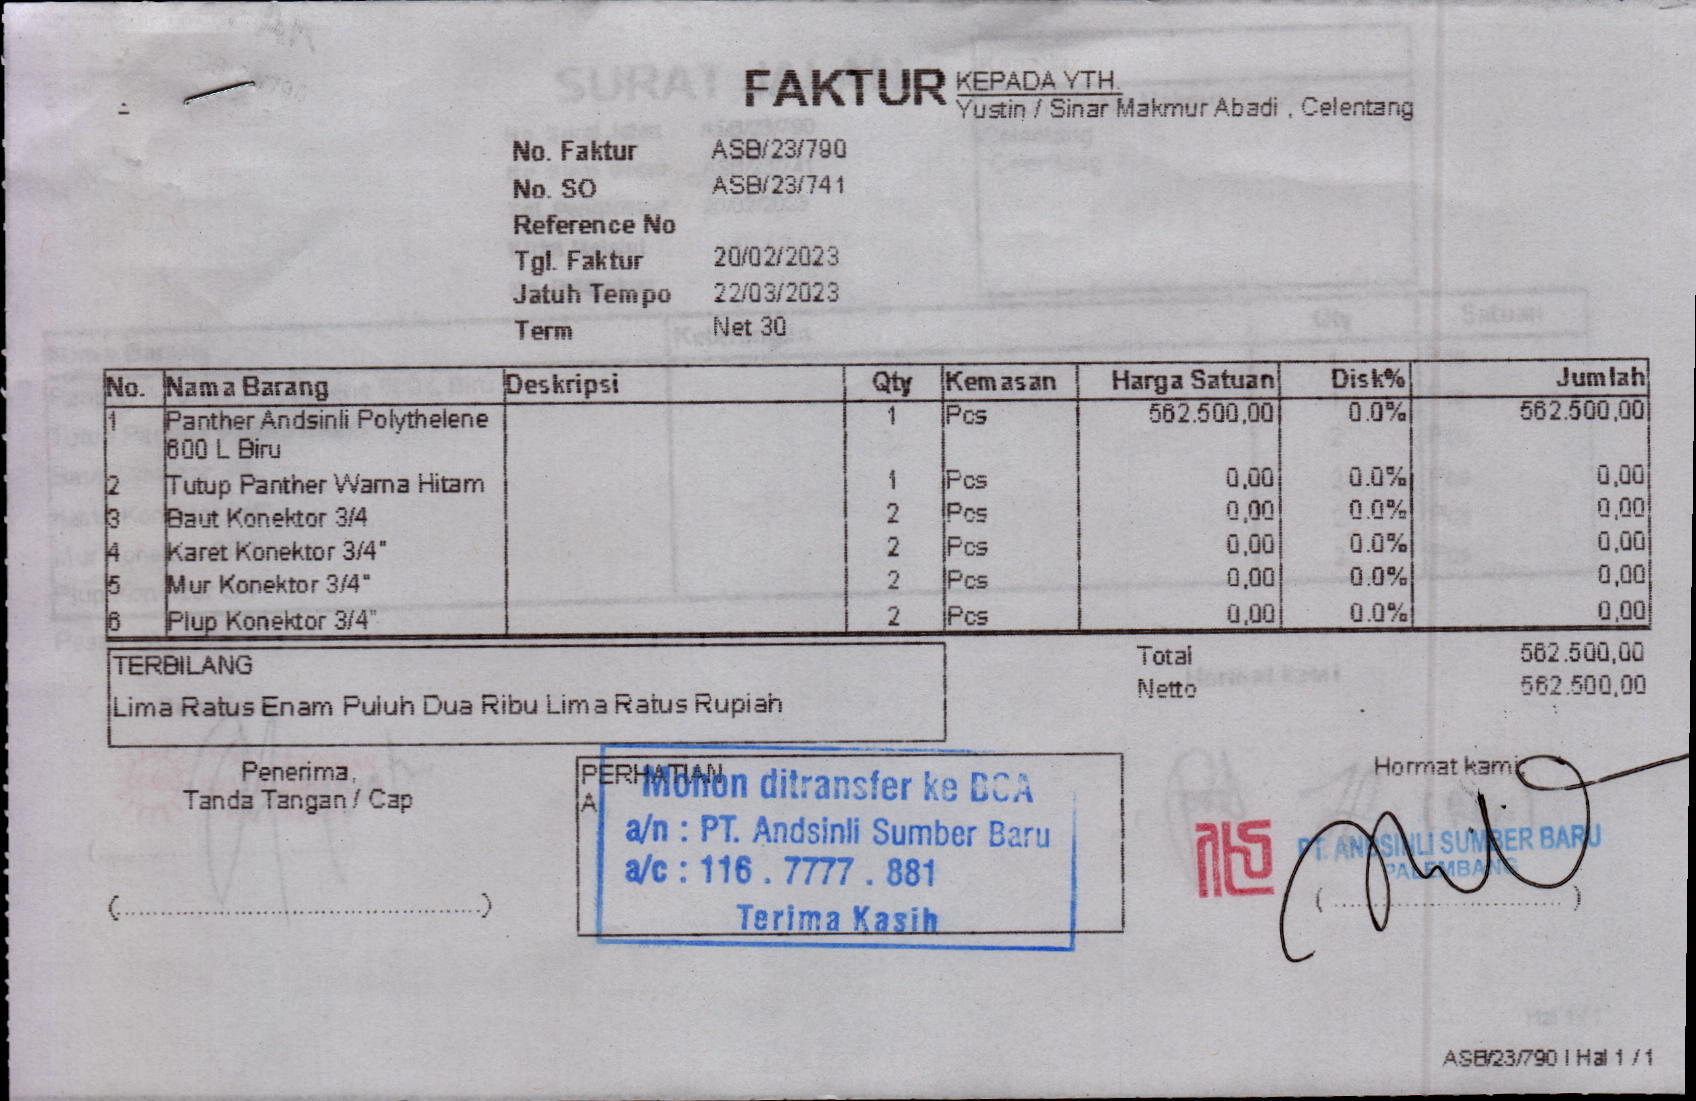 FAKTUR
KEPADA YTH.
Yustin / Sinar Makmur Abadi , Celentang
No. Faktur ASB/23/790
No. SO ASB/23/741
Reference No
Tgl. Faktur 20/02/2023
Jatuh Tempo 22/03/2023
Term Net 30
No. Nama Barang Deskripsi Qty Kemasan Harga Satuan Disk% Jumlah
1 Panther Andsinli Polythelene 1 Pcs 562.500,00 0.0% 562.500,00
600 L Biru
2 Tutup Panther Warna Hitam 1 Pcs 0,00 0.0% 0,00
3 Baut Konektor 3/4 2 Pcs 0,00 0.0% 0,00
4 Karet Konektor 3/4" 2 Pcs 0,00 0.0% 0,00
5 Mur Konektor 3/4" 2 Pcs 0,00 0.0% 0,00
6 Plup Konektor 3/4" 2 Pcs 0,00 0.0% 0,00
TERBILANG
Lima Ratus Enam Puluh Dua Ribu Lima Ratus Rupiah
Total 562.500,00
Netto 562.500,00
Penerima,
Tanda Tangan / Cap
(................................................)
PERHATIAN
A
Mohon ditransfer ke BCA
a/n : PT. Andsinli Sumber Baru
a/c : 116 . 7777 . 881
Terima Kasih
Hormat kami
PT. ANDSINLI SUMBER BARU
PALEMBANG
(................................)
ASB/23/790 | Hal 1 / 1